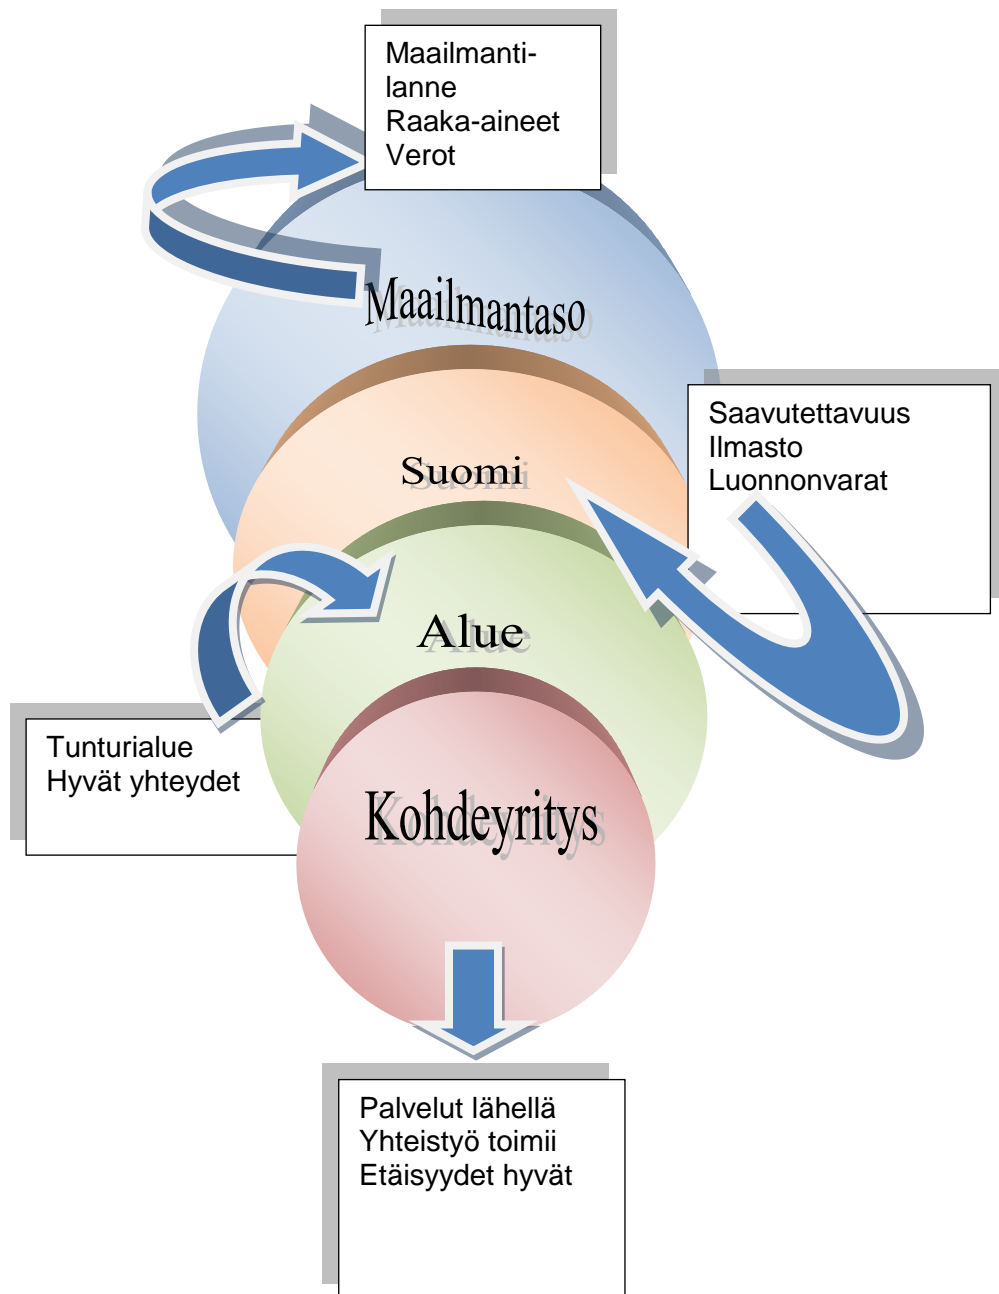 Maailmanti-
lanne
Raaka-aineet
Verot
Maailmantaso
Saavutettavuus
Ilmasto
Luonnonvarat
Suomi
Alue
Tunturialue
Hyvät yhteydet
Kohdeyritys
Palvelut lähellä
Yhteistyö toimii
Etäisyydet hyvät